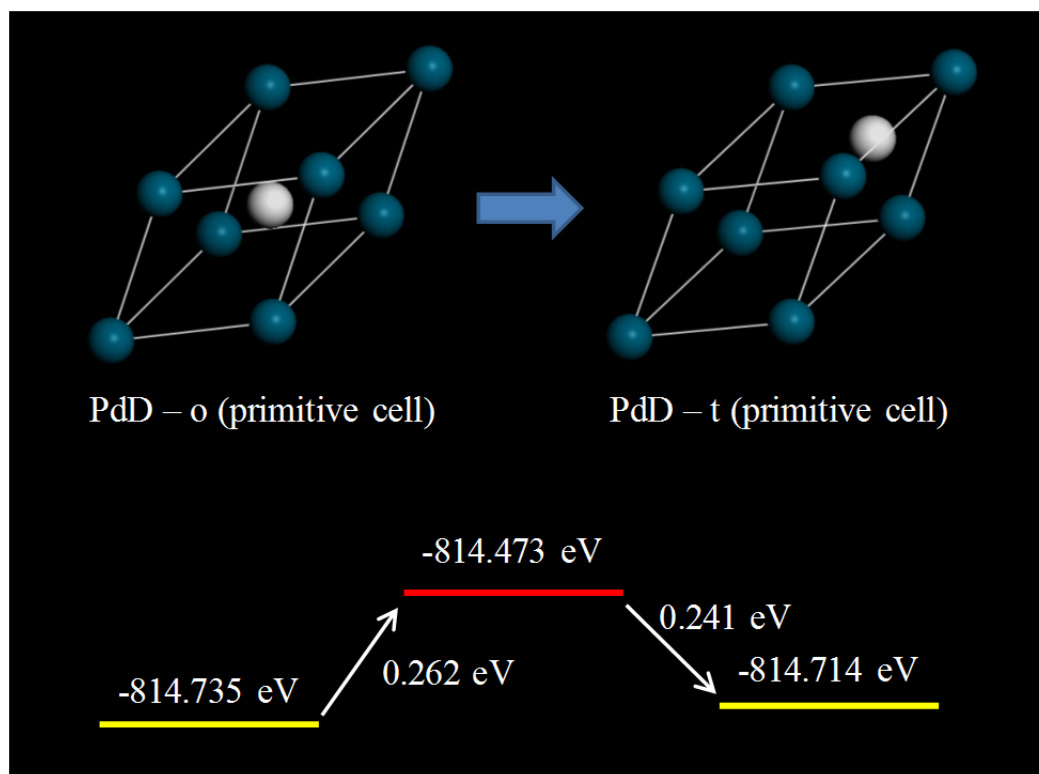 PdD – o (primitive cell)
PdD – t (primitive cell)
-814.473 eV
0.241 eV
0.262 eV
-814.735 eV
-814.714 eV